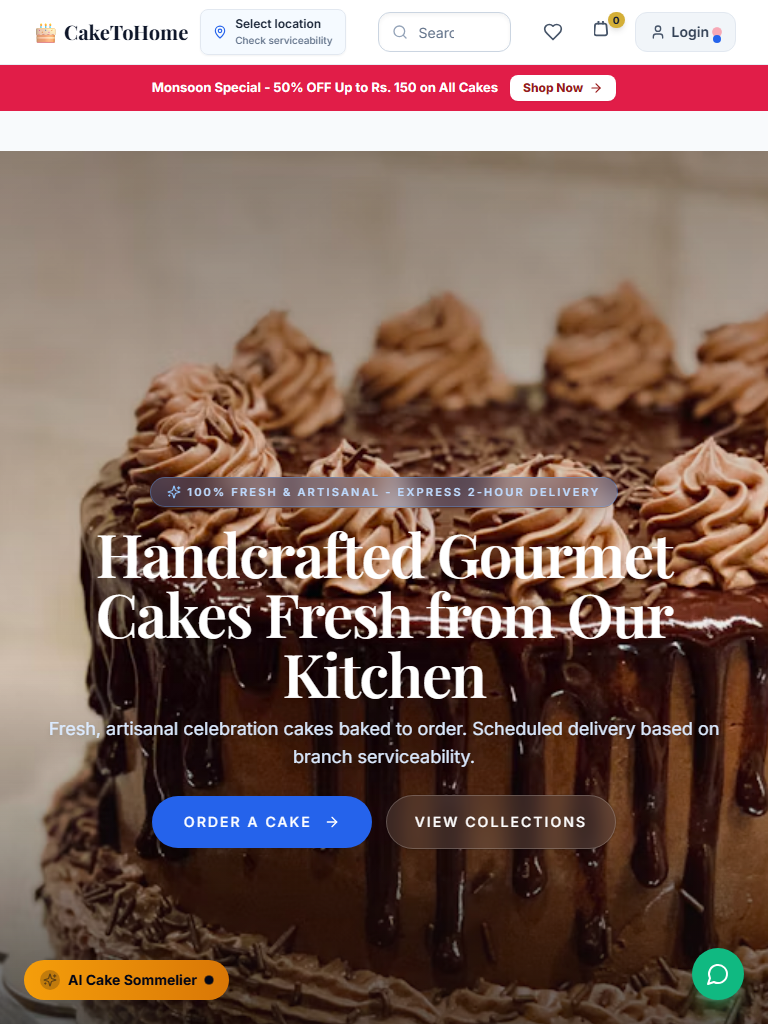 CakeToHome
Select location
Check serviceability
Searc
0
Login
Monsoon Special - 50% OFF Up to Rs. 150 on All Cakes
Shop Now
100% FRESH & ARTISANAL - EXPRESS 2-HOUR DELIVERY
Handcrafted Gourmet
Cakes Fresh from Our
Kitchen
Fresh, artisanal celebration cakes baked to order. Scheduled delivery based on
branch serviceability.
ORDER A CAKE
VIEW COLLECTIONS
AI Cake Sommelier